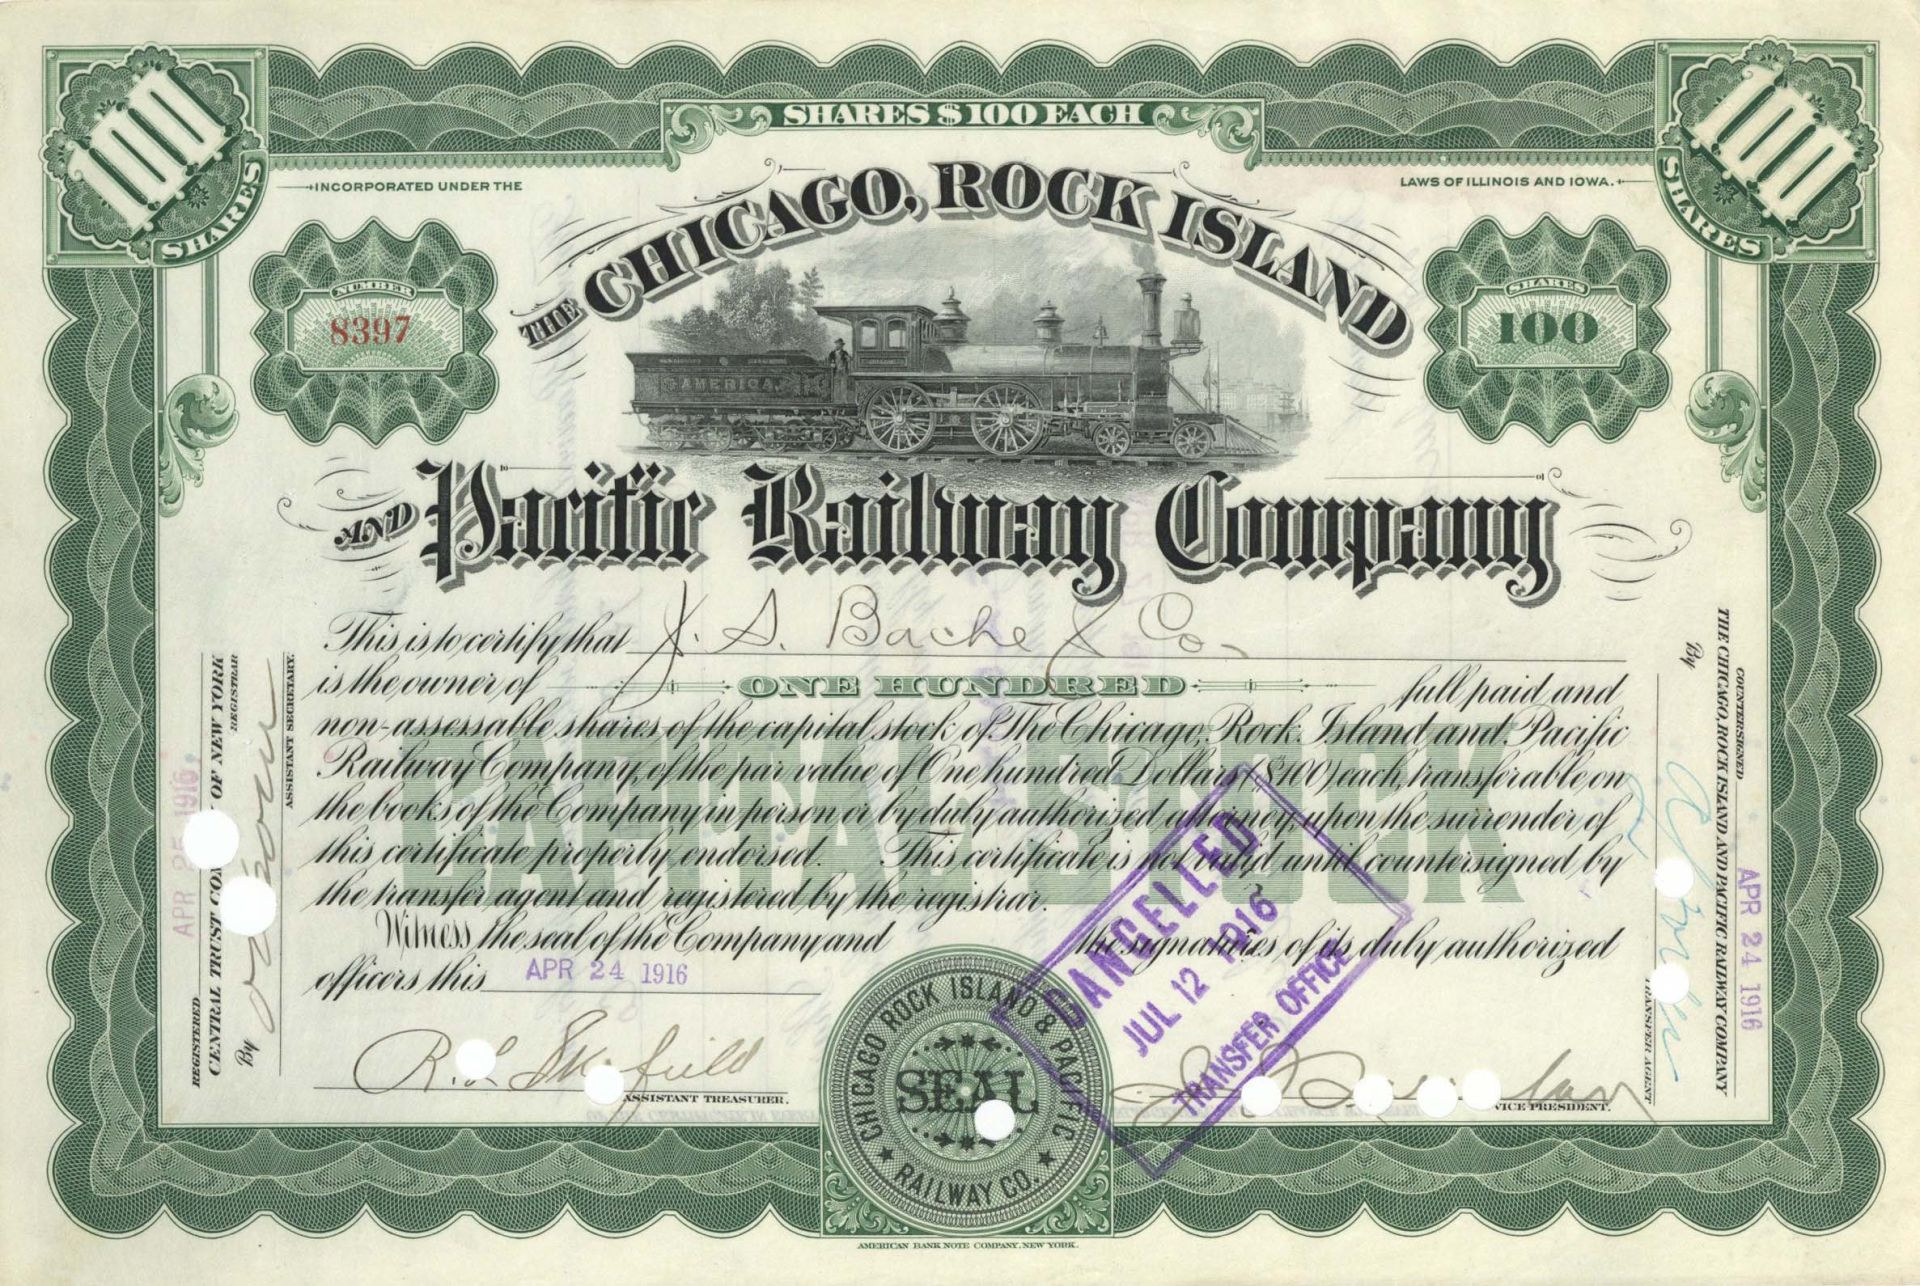 SHARES $100 EACH
100 SHARES
100 SHARES
INCORPORATED UNDER THE
LAWS OF ILLINOIS AND IOWA.
NUMBER
8397
SHARES
100
THE CHICAGO, ROCK ISLAND
AMERICA
AND Pacific Railway Company
This is to certify that J. S. Bache & Co.
is the owner of ONE HUNDRED full paid and
non-assessable shares of the capital stock of The Chicago, Rock Island and Pacific
Railway Company, of the par value of One hundred Dollars ($100) each, transferable on
the books of the Company in person or by duly authorized attorney, upon the surrender of
this certificate properly endorsed. This certificate is not valid until countersigned by
the transfer agent and registered by the registrar.
CAPITAL STOCK
Witness the seal of the Company and the signatures of its duly authorized
officers this APR 24 1916
ASSISTANT TREASURER.
VICE PRESIDENT.
CHICAGO ROCK ISLAND & PACIFIC
SEAL
RAILWAY CO.
CANCELLED
JUL 12 1916
TRANSFER OFFICE
REGISTERED
CENTRAL TRUST COMPANY OF NEW YORK
REGISTRAR
By
ASSISTANT SECRETARY.
APR 25 1916
COUNTERSIGNED
THE CHICAGO, ROCK ISLAND AND PACIFIC RAILWAY COMPANY
By
TRANSFER AGENT
APR 24 1916
AMERICAN BANK NOTE COMPANY, NEW YORK.